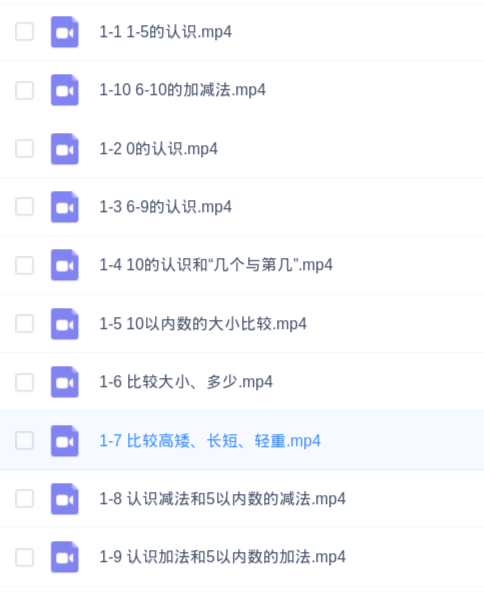 1-1 1-5的认识.mp4
1-10 6-10的加减法.mp4
1-2 0的认识.mp4
1-3 6-9的认识.mp4
1-4 10的认识和“几个与第几”.mp4
1-5 10以内数的大小比较.mp4
1-6 比较大小、多少.mp4
1-7 比较高矮、长短、轻重.mp4
1-8 认识减法和5以内数的减法.mp4
1-9 认识加法和5以内数的加法.mp4